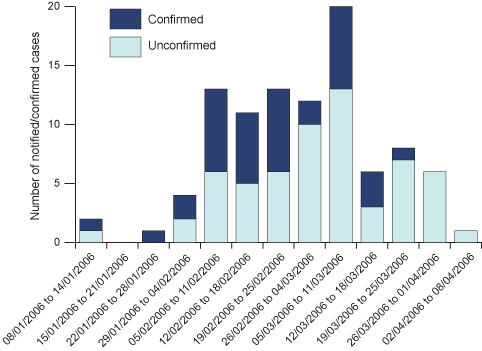 20
15
10
5
0
Number of notified/confirmed cases
Confirmed
Unconfirmed
08/01/2006 to 14/01/2006
15/01/2006 to 21/01/2006
22/01/2006 to 28/01/2006
29/01/2006 to 04/02/2006
05/02/2006 to 11/02/2006
12/02/2006 to 18/02/2006
19/02/2006 to 25/02/2006
26/02/2006 to 04/03/2006
05/03/2006 to 11/03/2006
12/03/2006 to 18/03/2006
19/03/2006 to 25/03/2006
26/03/2006 to 01/04/2006
02/04/2006 to 08/04/2006